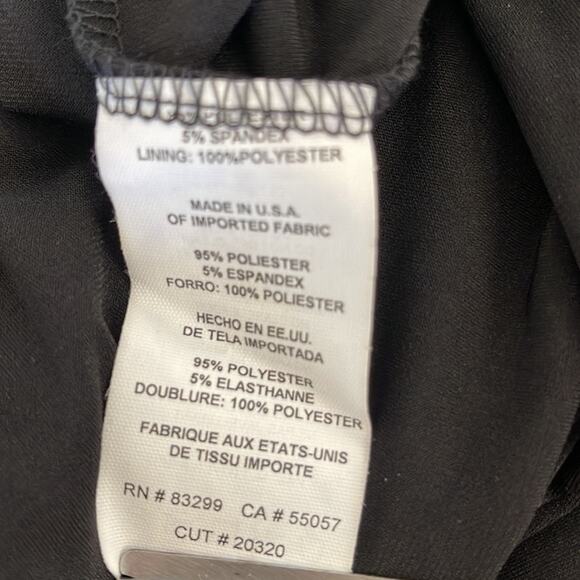 5% SPANDEX
LINING: 100%POLYESTER
MADE IN U.S.A.
OF IMPORTED FABRIC
95% POLIESTER
5% ESPANDEX
FORRO: 100% POLIESTER
HECHO EN EE.UU.
DE TELA IMPORTADA
95% POLYESTER
5% ELASTHANNE
DOUBLURE: 100% POLYESTER
FABRIQUE AUX ETATS-UNIS
DE TISSU IMPORTE
RN # 83299 CA # 55057
CUT # 20320